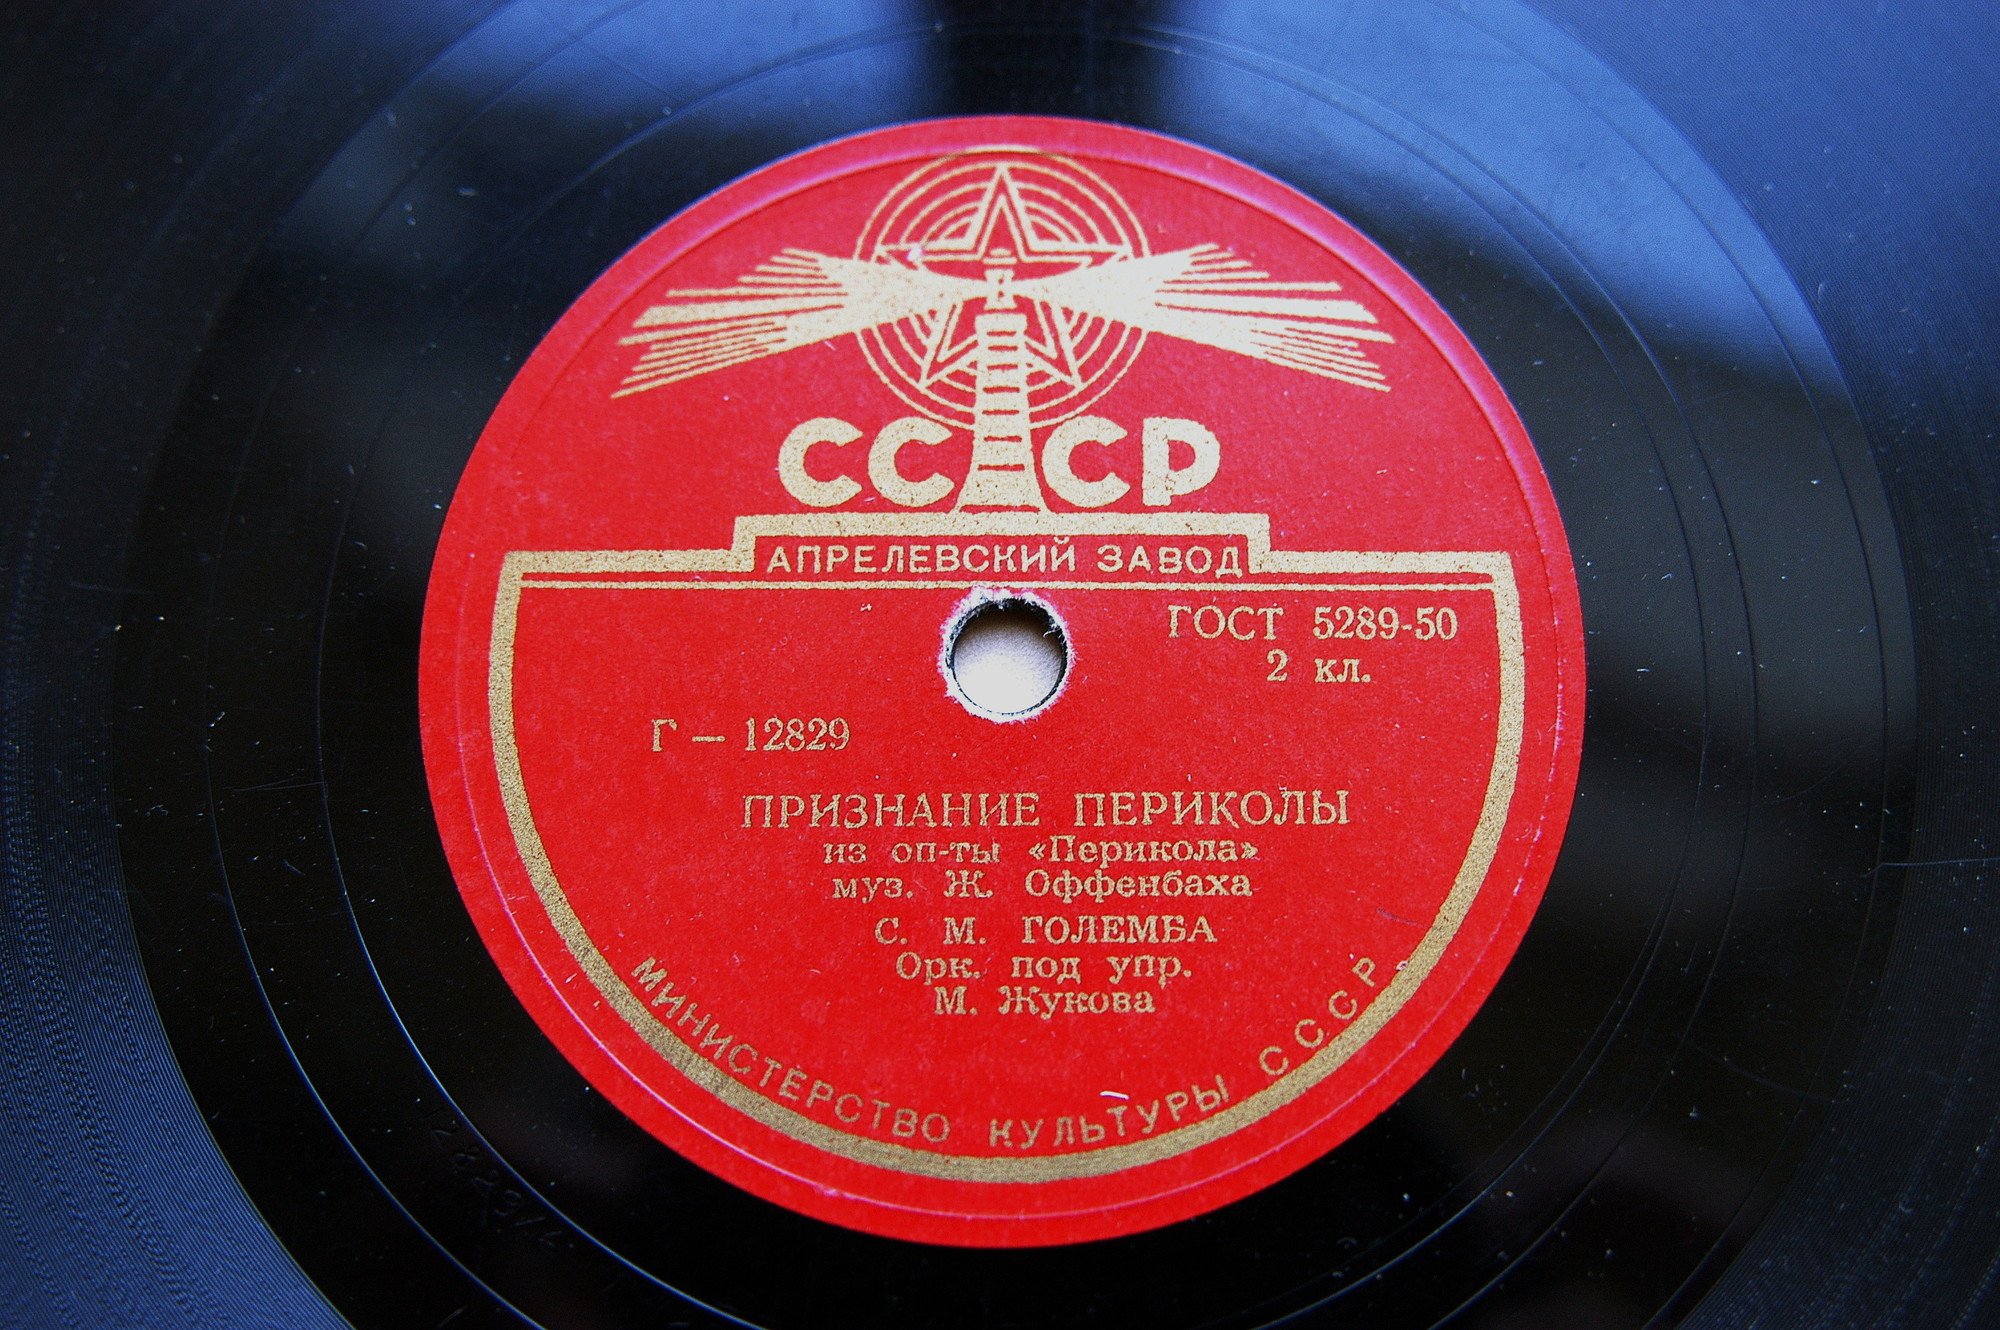 СССР
АПРЕЛЕВСКИЙ ЗАВОД
ГОСТ 5289-50
2 кл.
Г — 12829
ПРИЗНАНИЕ ПЕРИКОЛЫ
из оп-ты «Перикола»
муз. Ж. Оффенбаха
С. М. ГОЛЕМБА
Орк. под упр.
М. Жукова
МИНИСТЕРСТВО КУЛЬТУРЫ СССР